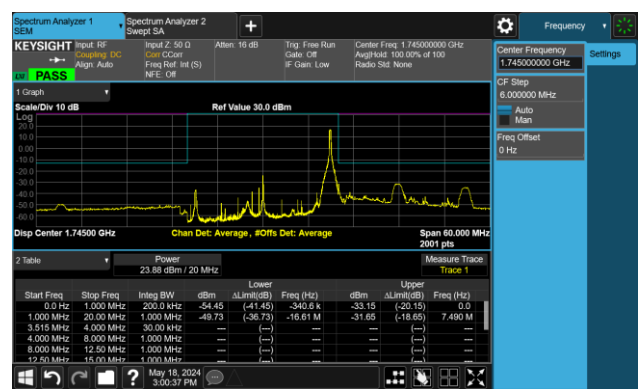 Spectrum Analyzer 1
SEM
Spectrum Analyzer 2
Swept SA
+
Frequency
KEYSIGHT
Input: RF
Coupling: DC
Align: Auto
Input Z: 50 Ω
Corr CCorr
Freq Ref: Int (S)
NFE: Off
Atten: 16 dB
Trig: Free Run
Gate: Off
IF Gain: Low
Center Freq: 1.745000000 GHz
Avg|Hold: 100.00% of 100
Radio Std: None
LW PASS
Center Frequency
1.745000000 GHz
Settings
CF Step
6.000000 MHz
Auto
Man
Freq Offset
0 Hz
1 Graph
Scale/Div 10 dB
Ref Value 30.0 dBm
Log
20.0
10.0
0.00
-10.0
-20.0
-30.0
-40.0
-50.0
-60.0
Disp Center 1.74500 GHz
Chan Det: Average, #Offs Det: Average
Span 60.000 MHz
2001 pts
2 Table
Power
23.88 dBm / 20 MHz
Measure Trace
Trace 1
Lower Upper
Start Freq Stop Freq Integ BW dBm ΔLimit(dB) Freq (Hz) dBm ΔLimit(dB) Freq (Hz)
0.0 Hz 1.000 MHz 200.0 kHz -54.45 (-41.45) -340.6 k -33.15 (-20.15) 0.0
1.000 MHz 20.00 MHz 1.000 MHz -49.73 (-36.73) -16.61 M -31.65 (-18.65) 7.490 M
3.515 MHz 4.000 MHz 30.00 kHz --- (---) --- --- (---) ---
4.000 MHz 8.000 MHz 1.000 MHz --- (---) --- --- (---) ---
8.000 MHz 12.50 MHz 1.000 MHz --- (---) --- --- (---) ---
12.50 MHz 15.00 MHz 1.000 MHz --- (---) --- --- (---) ---
?
May 18, 2024
3:00:37 PM